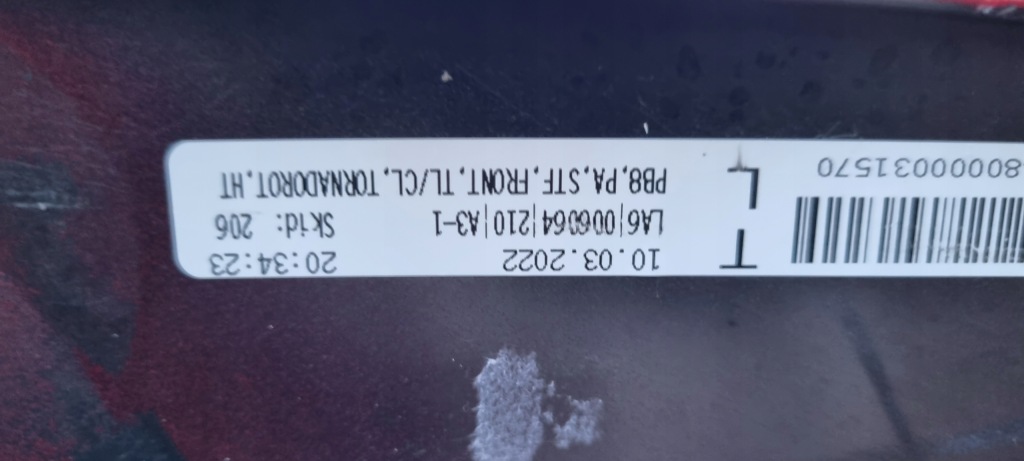 10.03.2022 20:34:23
T
LA6|006064|210|A3-1 Skid: 206
L
PB8,PA,STF,FRONT,TL/CL,TORNADOROT,HT
80000031570